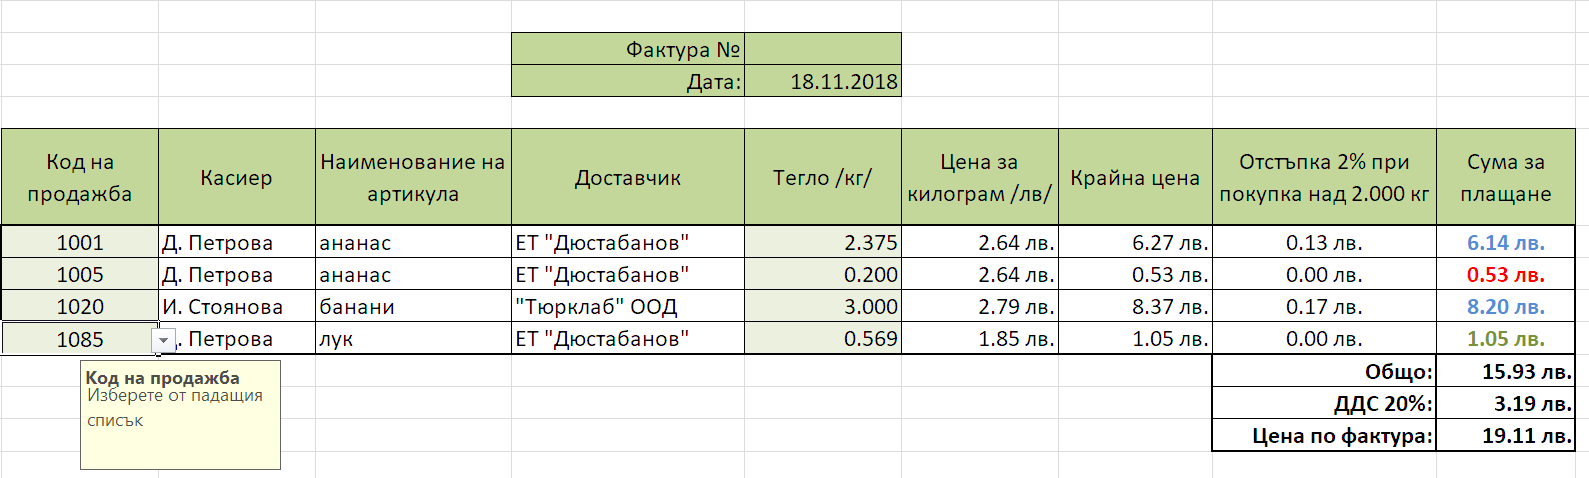 Фактура №
Дата: 18.11.2018
Код на продажба Касиер Наименование на артикула Доставчик Тегло /кг/ Цена за килограм /лв/ Крайна цена Отстъпка 2% при покупка над 2.000 кг Сума за плащане
1001 Д. Петрова ананас ЕТ "Дюстабанов" 2.375 2.64 лв. 6.27 лв. 0.13 лв. 6.14 лв.
1005 Д. Петрова ананас ЕТ "Дюстабанов" 0.200 2.64 лв. 0.53 лв. 0.00 лв. 0.53 лв.
1020 И. Стоянова банани "Тюрклаб" ООД 3.000 2.79 лв. 8.37 лв. 0.17 лв. 8.20 лв.
1085 Петрова лук ЕТ "Дюстабанов" 0.569 1.85 лв. 1.05 лв. 0.00 лв. 1.05 лв.
Код на продажба
Изберете от падащия
списък
Общо: 15.93 лв.
ДДС 20%: 3.19 лв.
Цена по фактура: 19.11 лв.